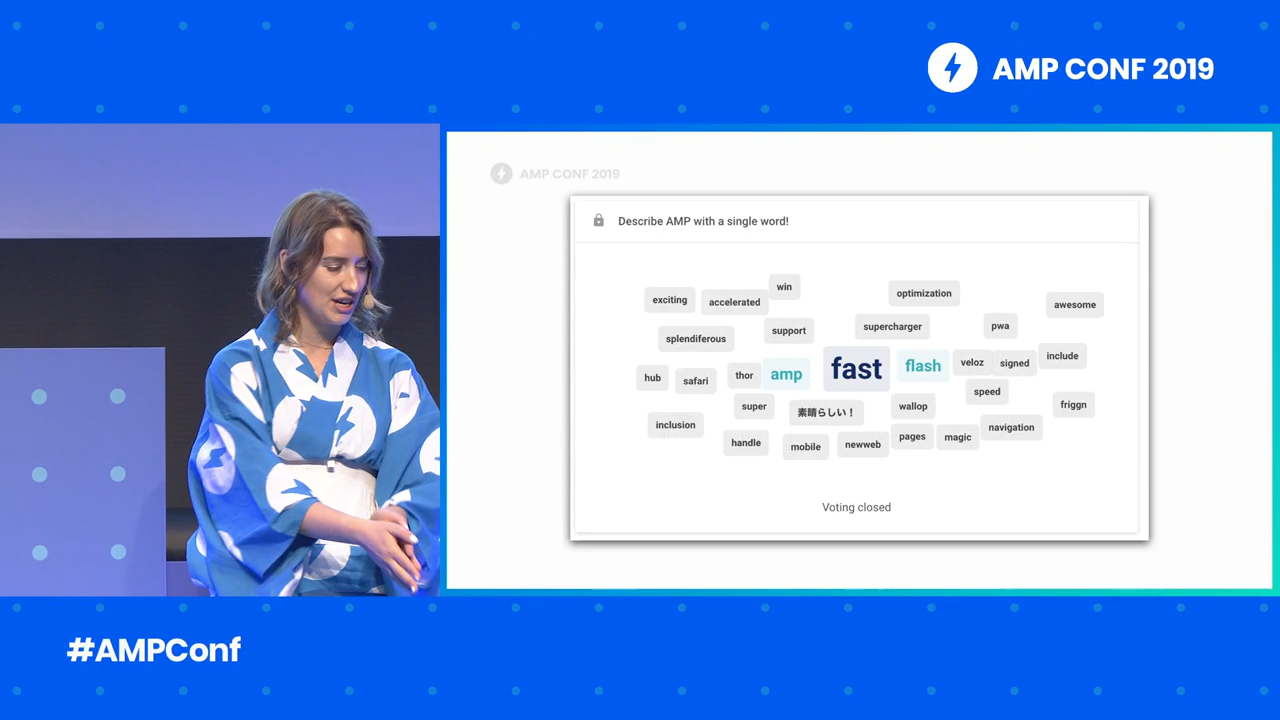 AMP CONF 2019
AMP CONF 2019
Describe AMP with a single word!
win
exciting
accelerated
optimization
awesome
splendiferous
support
supercharger
pwa
hub
safari
thor
amp
fast
flash
veloz
signed
include
super
素晴らしい！
wallop
speed
friggn
inclusion
handle
mobile
newweb
pages
magic
navigation
Voting closed
#AMPConf